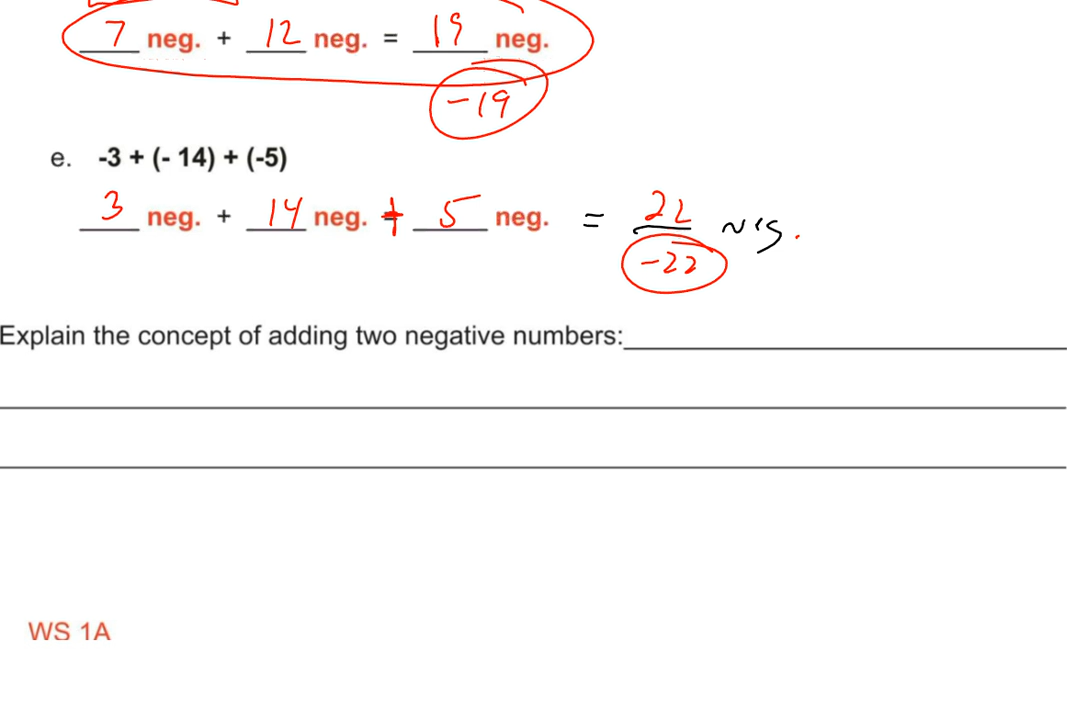 7 neg. + 12 neg. = 19 neg.
-19
e. -3 + (- 14) + (-5)
3 neg. + 14 neg. + 5 neg. = 22 neg.
-22
Explain the concept of adding two negative numbers:
WS 1A